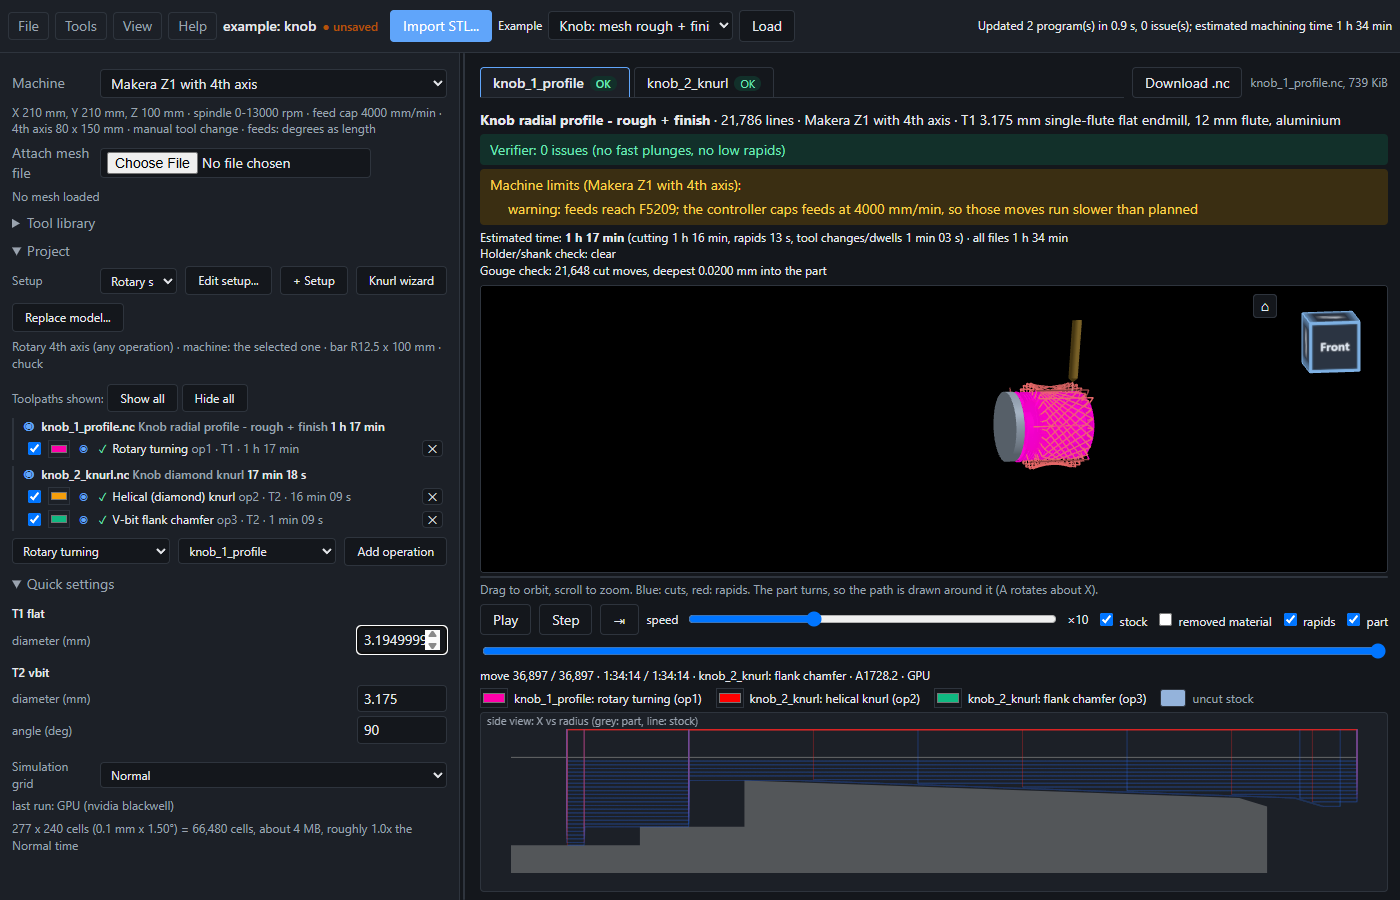 File Tools View Help example: knob • unsaved Import STL... Example Knob: mesh rough + fini Load Updated 2 program(s) in 0.9 s, 0 issue(s); estimated machining time 1 h 34 min
Machine Makera Z1 with 4th axis
X 210 mm, Y 210 mm, Z 100 mm · spindle 0-13000 rpm · feed cap 4000 mm/min ·
4th axis 80 x 150 mm · manual tool change · feeds: degrees as length
Attach mesh
file
Choose File No file chosen
No mesh loaded
▶ Tool library
▼ Project
Setup Rotary s Edit setup... + Setup Knurl wizard
Replace model...
Rotary 4th axis (any operation) · machine: the selected one · bar R12.5 x 100 mm ·
chuck
Toolpaths shown: Show all Hide all
knob_1_profile.nc Knob radial profile - rough + finish 1 h 17 min
✓ Rotary turning op1 · T1 · 1 h 17 min ×
knob_2_knurl.nc Knob diamond knurl 17 min 18 s
✓ Helical (diamond) knurl op2 · T2 · 16 min 09 s ×
✓ V-bit flank chamfer op3 · T2 · 1 min 09 s ×
Rotary turning knob_1_profile Add operation
▼ Quick settings
T1 flat
diameter (mm) 3.1949999
T2 vbit
diameter (mm) 3.175
angle (deg) 90
Simulation
grid
Normal
last run: GPU (nvidia blackwell)
277 x 240 cells (0.1 mm x 1.50°) = 66,480 cells, about 4 MB, roughly 1.0x the
Normal time
knob_1_profile OK knob_2_knurl OK Download .nc knob_1_profile.nc, 739 KiB
Knob radial profile - rough + finish · 21,786 lines · Makera Z1 with 4th axis · T1 3.175 mm single-flute flat endmill, 12 mm flute, aluminium
Verifier: 0 issues (no fast plunges, no low rapids)
Machine limits (Makera Z1 with 4th axis):
warning: feeds reach F5209; the controller caps feeds at 4000 mm/min, so those moves run slower than planned
Estimated time: 1 h 17 min (cutting 1 h 16 min, rapids 13 s, tool changes/dwells 1 min 03 s) · all files 1 h 34 min
Holder/shank check: clear
Gouge check: 21,648 cut moves, deepest 0.0200 mm into the part
Front
Drag to orbit, scroll to zoom. Blue: cuts, red: rapids. The part turns, so the path is drawn around it (A rotates about X).
Play Step ⇥ speed ×10 stock removed material rapids part
move 36,897 / 36,897 · 1:34:14 / 1:34:14 · knob_2_knurl: flank chamfer · A1728.2 · GPU
knob_1_profile: rotary turning (op1) knob_2_knurl: helical knurl (op2) knob_2_knurl: flank chamfer (op3) uncut stock
side view: X vs radius (grey: part, line: stock)